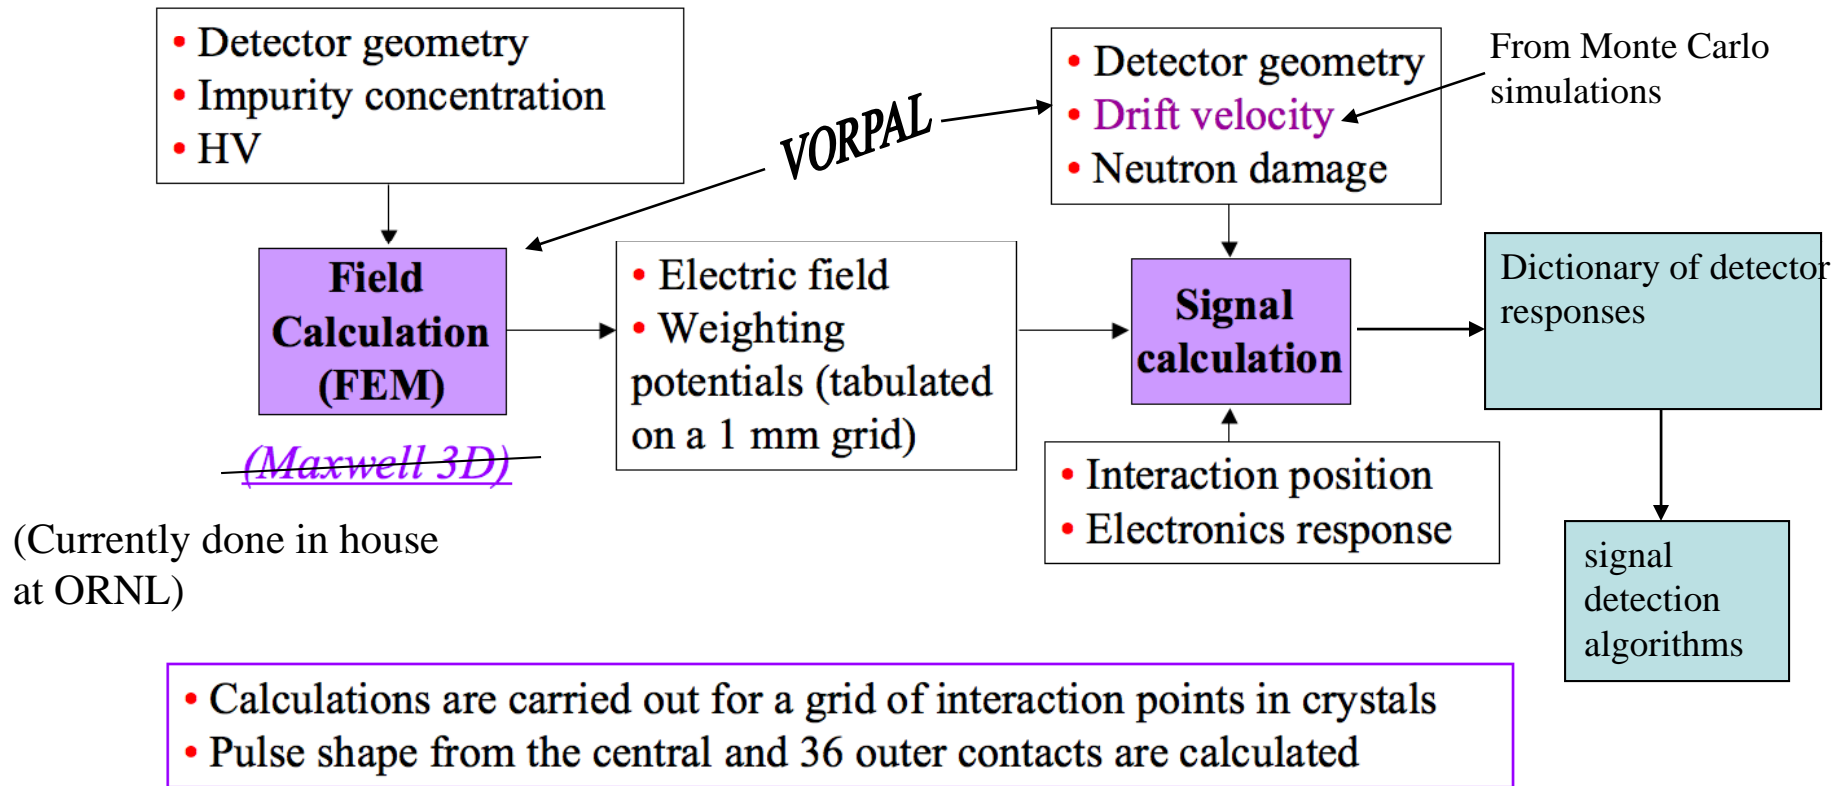 • Detector geometry
• Impurity concentration
• HV
VORPAL
• Detector geometry
• Drift velocity
• Neutron damage
From Monte Carlo
simulations
Field
Calculation
(FEM)
(Maxwell 3D)
(Currently done in house
at ORNL)
• Electric field
• Weighting
potentials (tabulated
on a 1 mm grid)
Signal
calculation
• Interaction position
• Electronics response
Dictionary of detector
responses
signal
detection
algorithms
• Calculations are carried out for a grid of interaction points in crystals
• Pulse shape from the central and 36 outer contacts are calculated